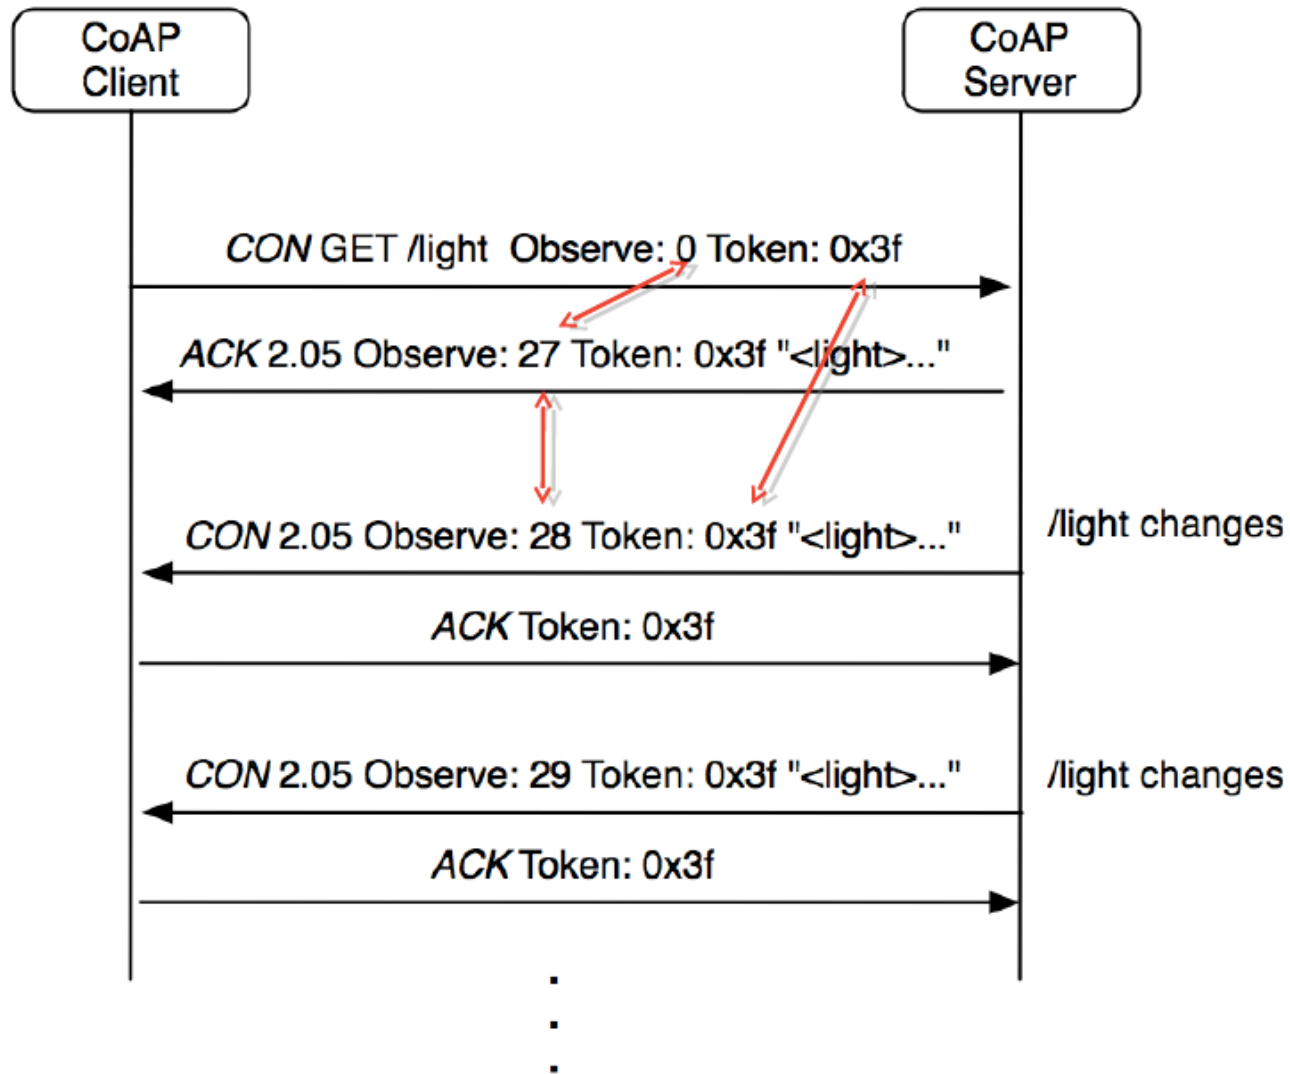 CoAP
Client
CoAP
Server
CON GET /light Observe: 0 Token: 0x3f
ACK 2.05 Observe: 27 Token: 0x3f "<light>..."
CON 2.05 Observe: 28 Token: 0x3f "<light>..."
/light changes
ACK Token: 0x3f
CON 2.05 Observe: 29 Token: 0x3f "<light>..."
/light changes
ACK Token: 0x3f
.
.
.